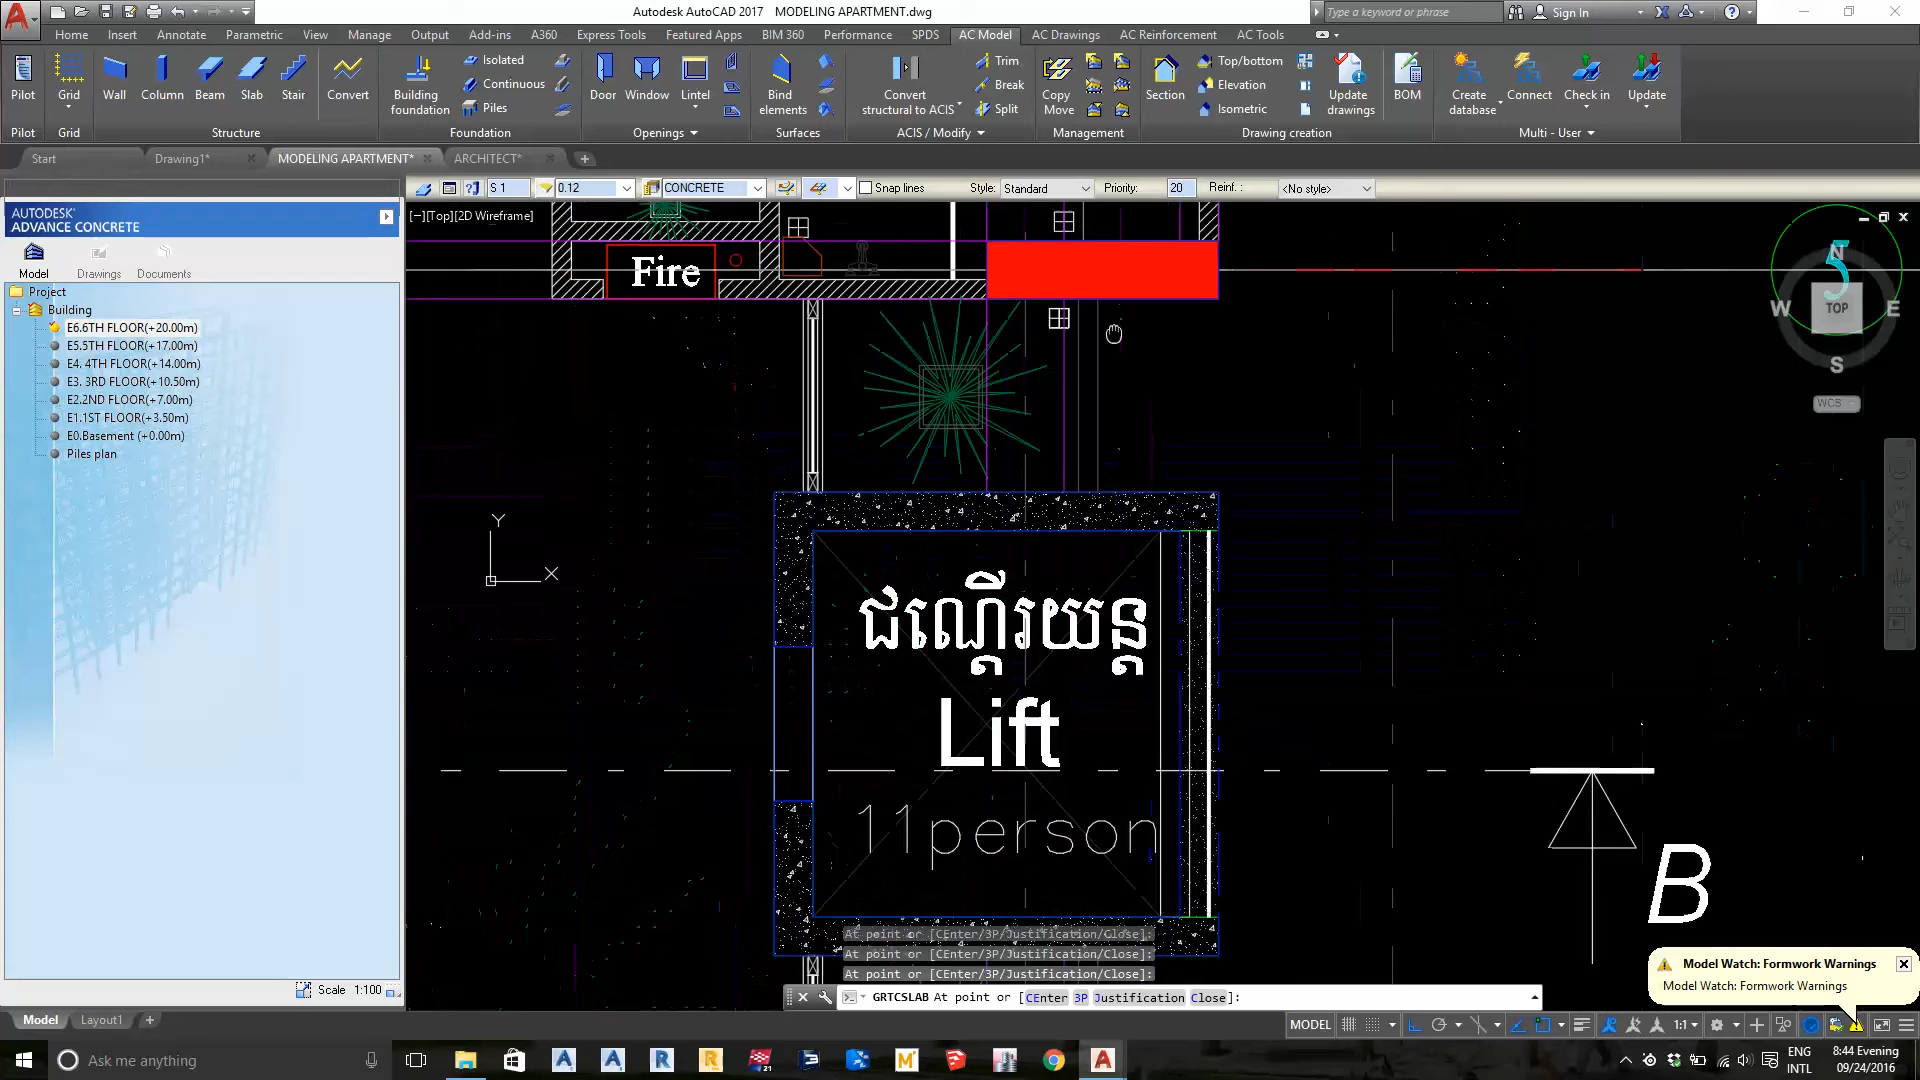 Autodesk AutoCAD 2017   MODELING APARTMENT.dwg
Type a keyword or phrase
Sign In
Home Insert Annotate Parametric View Manage Output Add-ins A360 Express Tools Featured Apps BIM 360 Performance SPDS AC Model AC Drawings AC Reinforcement AC Tools
Isolated Trim Top/bottom
Continuous Break Elevation
Piles Split Isometric
Pilot Grid Wall Column Beam Slab Stair Convert Building foundation Door Window Lintel Bind elements Convert structural to ACIS Copy Move Section Update drawings BOM Create database Connect Check in Update
Pilot Grid Structure Foundation Openings Surfaces ACIS / Modify Management Drawing creation Multi - User
Start Drawing1* MODELING APARTMENT* ARCHITECT*
S 1 0.12 CONCRETE Snap lines Style: Standard Priority: 20 Reinf. : <No style>
AUTODESK®
ADVANCE CONCRETE
Model Drawings Documents
Project
Building
E6.6TH FLOOR(+20.00m)
E5.5TH FLOOR(+17.00m)
E4. 4TH FLOOR(+14.00m)
E3. 3RD FLOOR(+10.50m)
E2.2ND FLOOR(+7.00m)
E1.1ST FLOOR(+3.50m)
E0.Basement (+0.00m)
Piles plan
Scale 1:100
[−][Top][2D Wireframe]
Fire
5
N
W TOP E
S
WCS
Y
X
ជណ្តើរយន្ត
Lift
11person
B
At point or [CEnter/3P/Justification/Close]:
At point or [CEnter/3P/Justification/Close]:
At point or [CEnter/3P/Justification/Close]:
GRTCSLAB At point or [CEnter 3P Justification Close]:
Model Watch: Formwork Warnings
Model Watch: Formwork Warnings
Model Layout1
MODEL 1:1
Ask me anything
21
ENG
INTL
8:44 Evening
09/24/2016